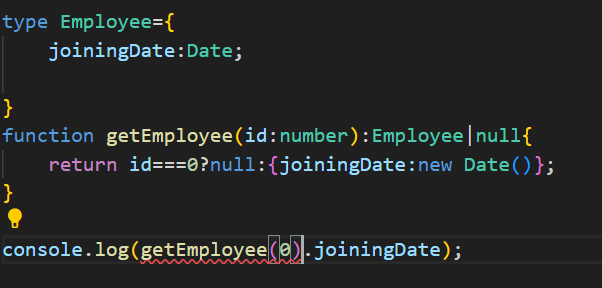 type Employee={
    joiningDate:Date;
}
function getEmployee(id:number):Employee|null{
    return id===0?null:{joiningDate:new Date()};
}
console.log(getEmployee(0).joiningDate);